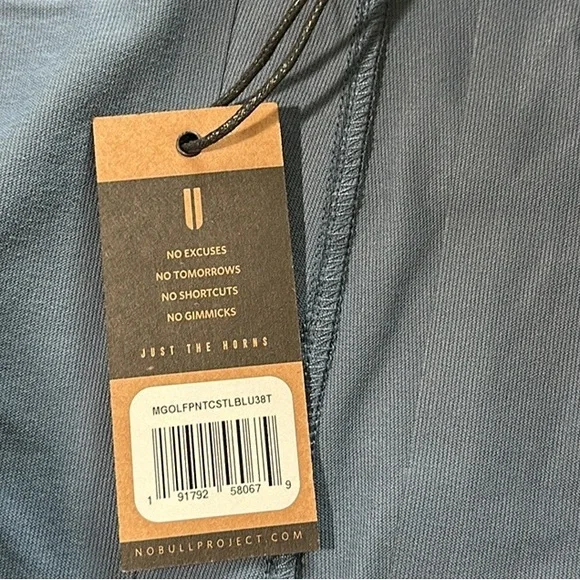 NO EXCUSES
NO TOMORROWS
NO SHORTCUTS
NO GIMMICKS
JUST THE HORNS
MGOLFPNTCSTLBLU38T
1 91792 58067 9
NOBULLPROJECT.COM